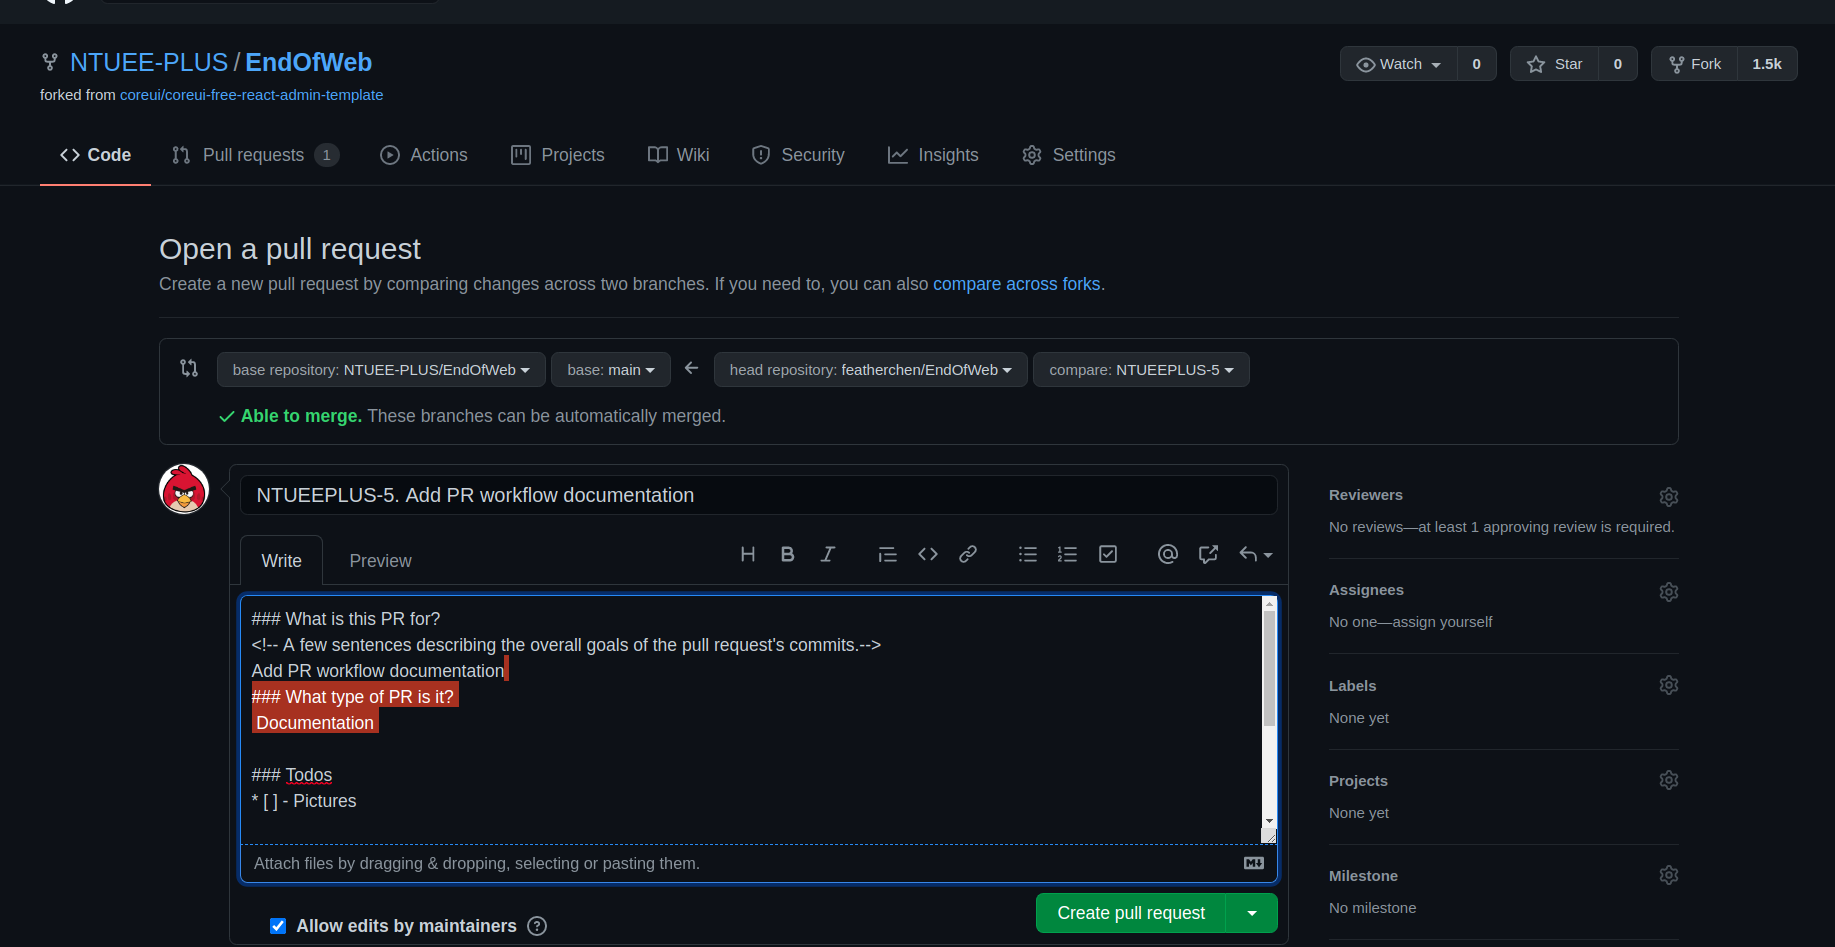 NTUEE-PLUS / EndOfWeb
Watch 0 Star 0 Fork 1.5k
forked from coreui/coreui-free-react-admin-template
Code Pull requests 1 Actions Projects Wiki Security Insights Settings
Open a pull request
Create a new pull request by comparing changes across two branches. If you need to, you can also compare across forks.
base repository: NTUEE-PLUS/EndOfWeb base: main head repository: featherchen/EndOfWeb compare: NTUEEPLUS-5
Able to merge. These branches can be automatically merged.
NTUEEPLUS-5. Add PR workflow documentation
Write Preview
### What is this PR for?
<!-- A few sentences describing the overall goals of the pull request's commits.-->
Add PR workflow documentation
### What type of PR is it?
Documentation
### Todos
* [ ] - Pictures
Attach files by dragging & dropping, selecting or pasting them.
Allow edits by maintainers
Create pull request
Reviewers
No reviews—at least 1 approving review is required.
Assignees
No one—assign yourself
Labels
None yet
Projects
None yet
Milestone
No milestone